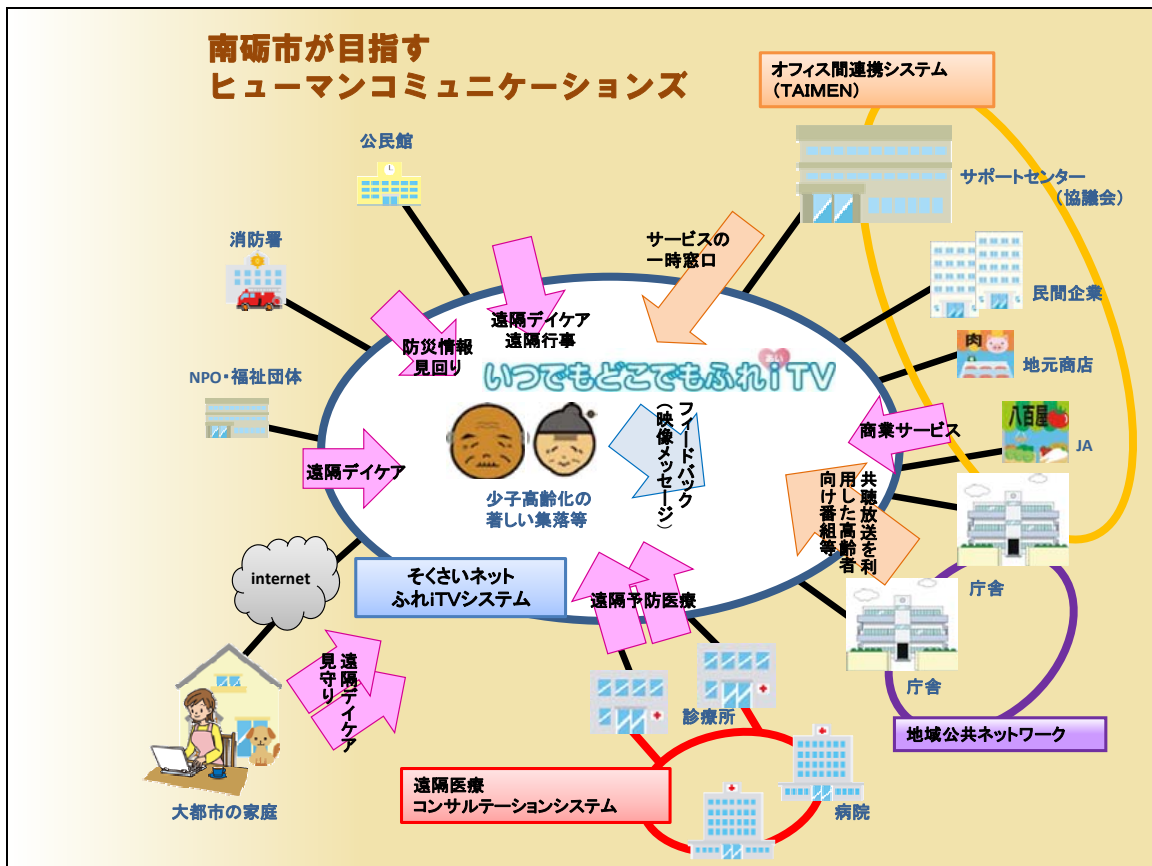 南砺市が目指す
ヒューマンコミュニケーションズ
オフィス間連携システム
(TAIMEN)
公民館
サポートセンター
(協議会)
消防署
サービスの
一時窓口
民間企業
遠隔デイケア
遠隔行事
防災情報
見回り
肉
地元商店
いつでもどこでもふれiTV
NPO・福祉団体
八百屋
商業サービス
JA
フィードバック
(映像メッセージ)
遠隔デイケア
共聴放送を利
用した高齢者
向け番組等
少子高齢化の
著しい集落等
internet
そくさいネット
ふれiTVシステム
庁舎
遠隔予防医療
遠隔デイケア
見守り
庁舎
診療所
地域公共ネットワーク
遠隔医療
コンサルテーションシステム
大都市の家庭
病院